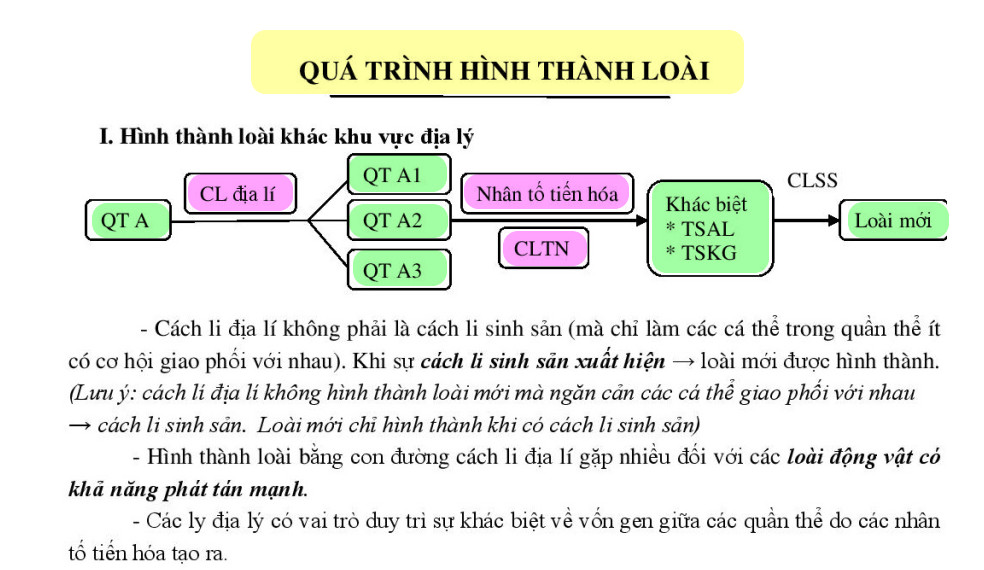 QUÁ TRÌNH HÌNH THÀNH LOÀI
I. Hình thành loài khác khu vực địa lý
QT A
CL địa lí
QT A1
QT A2
QT A3
Nhân tố tiến hóa
CLTN
Khác biệt
* TSAL
* TSKG
CLSS
Loài mới
- Cách li địa lí không phải là cách li sinh sản (mà chỉ làm các cá thể trong quần thể ít
có cơ hội giao phối với nhau). Khi sự cách li sinh sản xuất hiện → loài mới được hình thành.
(Lưu ý: cách lí địa lí không hình thành loài mới mà ngăn cản các cá thể giao phối với nhau
→ cách li sinh sản. Loài mới chỉ hình thành khi có cách li sinh sản)
- Hình thành loài bằng con đường cách li địa lí gặp nhiều đối với các loài động vật có
khả năng phát tán mạnh.
- Các ly địa lý có vai trò duy trì sự khác biệt về vốn gen giữa các quần thể do các nhân
tố tiến hóa tạo ra.